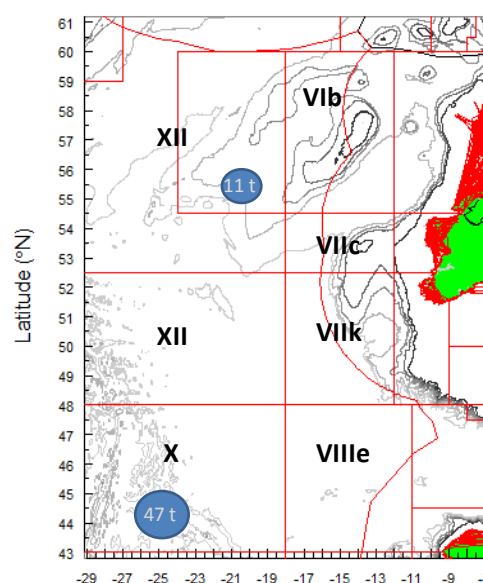 61
60
59
58
57
56
55
54
53
52
51
50
49
48
47
46
45
44
43
Latitude (°N)
VIb
XII
11 t
VIIc
XII
VIIk
X
VIIIe
47 t
-29 -27 -25 -23 -21 -19 -17 -15 -13 -11 -9